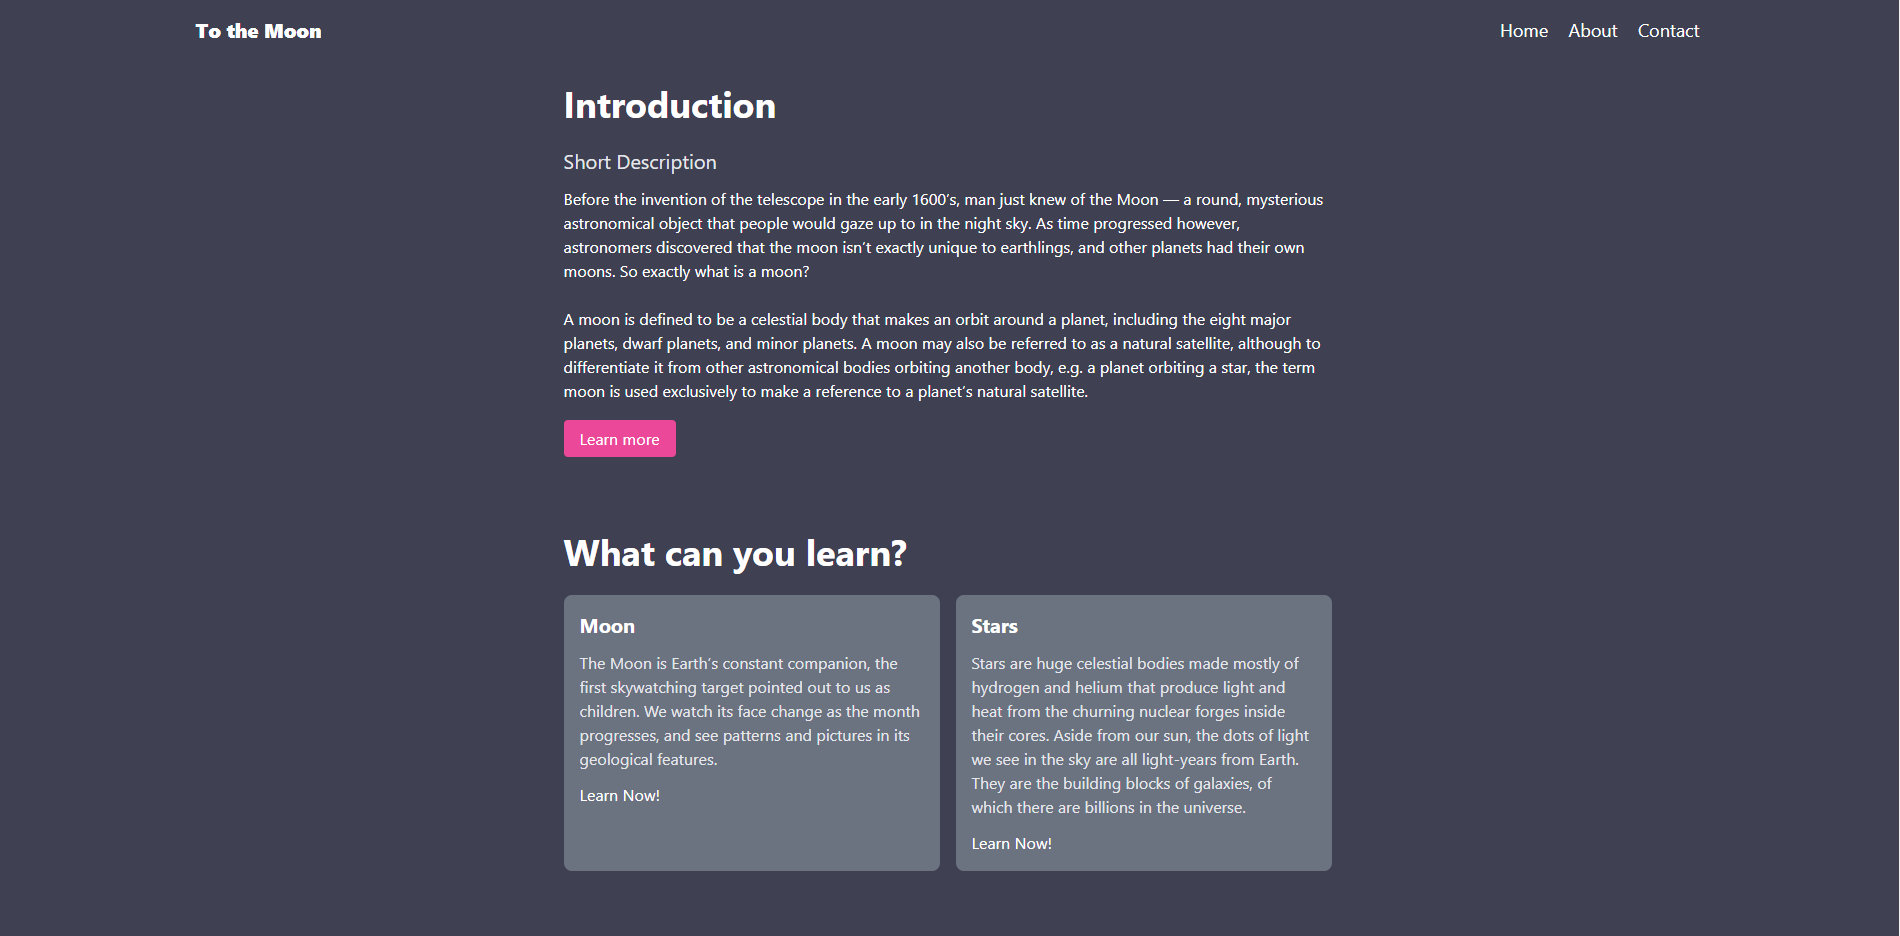 To the Moon
Home About Contact
Introduction
Short Description
Before the invention of the telescope in the early 1600’s, man just knew of the Moon — a round, mysterious
astronomical object that people would gaze up to in the night sky. As time progressed however,
astronomers discovered that the moon isn’t exactly unique to earthlings, and other planets had their own
moons. So exactly what is a moon?
A moon is defined to be a celestial body that makes an orbit around a planet, including the eight major
planets, dwarf planets, and minor planets. A moon may also be referred to as a natural satellite, although to
differentiate it from other astronomical bodies orbiting another body, e.g. a planet orbiting a star, the term
moon is used exclusively to make a reference to a planet’s natural satellite.
Learn more
What can you learn?
Moon
The Moon is Earth’s constant companion, the
first skywatching target pointed out to us as
children. We watch its face change as the month
progresses, and see patterns and pictures in its
geological features.
Learn Now!
Stars
Stars are huge celestial bodies made mostly of
hydrogen and helium that produce light and
heat from the churning nuclear forges inside
their cores. Aside from our sun, the dots of light
we see in the sky are all light-years from Earth.
They are the building blocks of galaxies, of
which there are billions in the universe.
Learn Now!